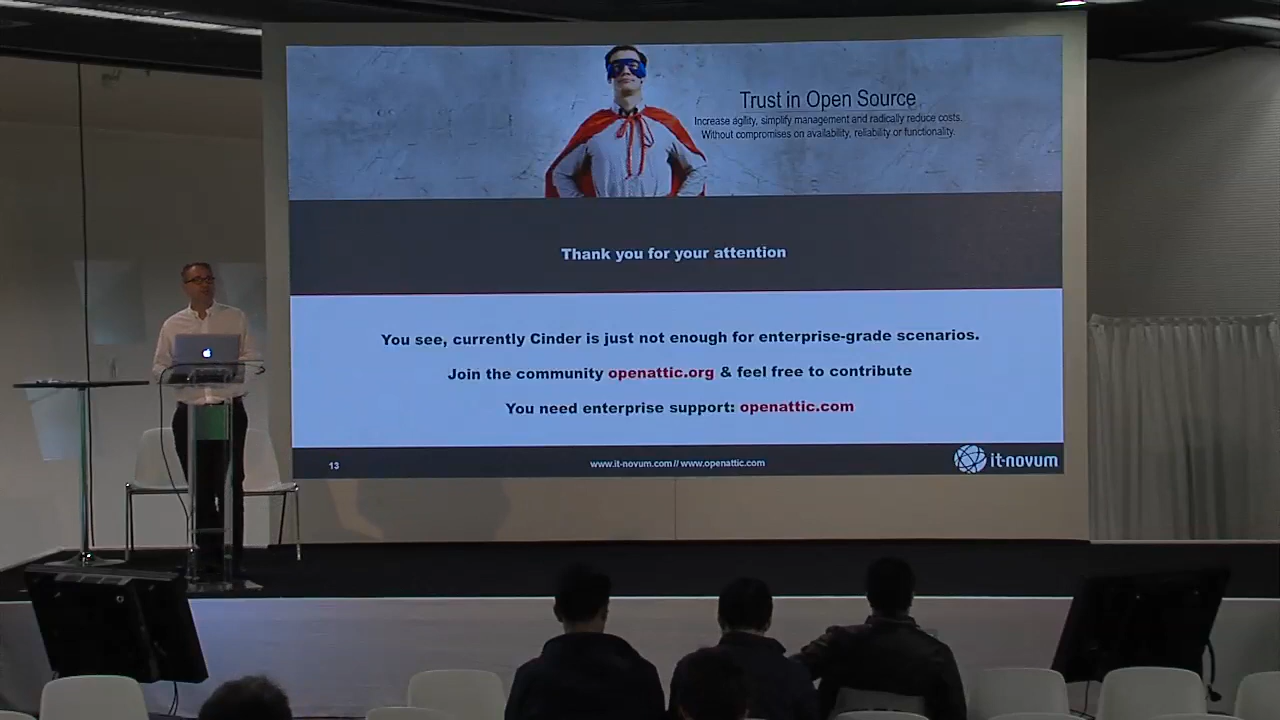 Trust in Open Source
Increase agility, simplify management and radically reduce costs.
Without compromises on availability, reliability or functionality.
Thank you for your attention
You see, currently Cinder is just not enough for enterprise-grade scenarios.
Join the community openattic.org & feel free to contribute
You need enterprise support: openattic.com
13
www.it-novum.com // www.openattic.com
it-novum